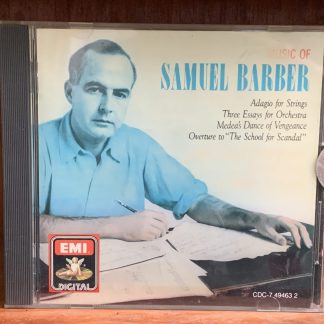 MUSIC OF
SAMUEL BARBER
Adagio for Strings
Three Essays for Orchestra
Medea's Dance of Vengeance
Overture to "The School for Scandal"
EMI
DIGITAL
CDC-7 49463 2